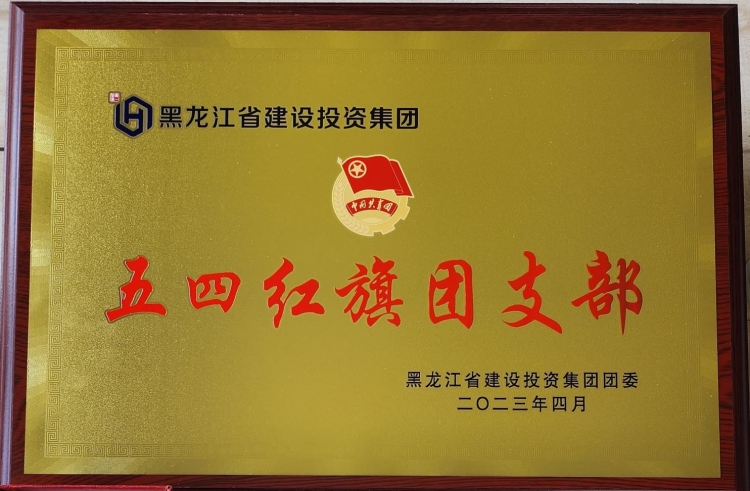 黑龙江省建设投资集团
中国共青团
五四红旗团支部
黑龙江省建设投资集团团委
二〇二三年四月